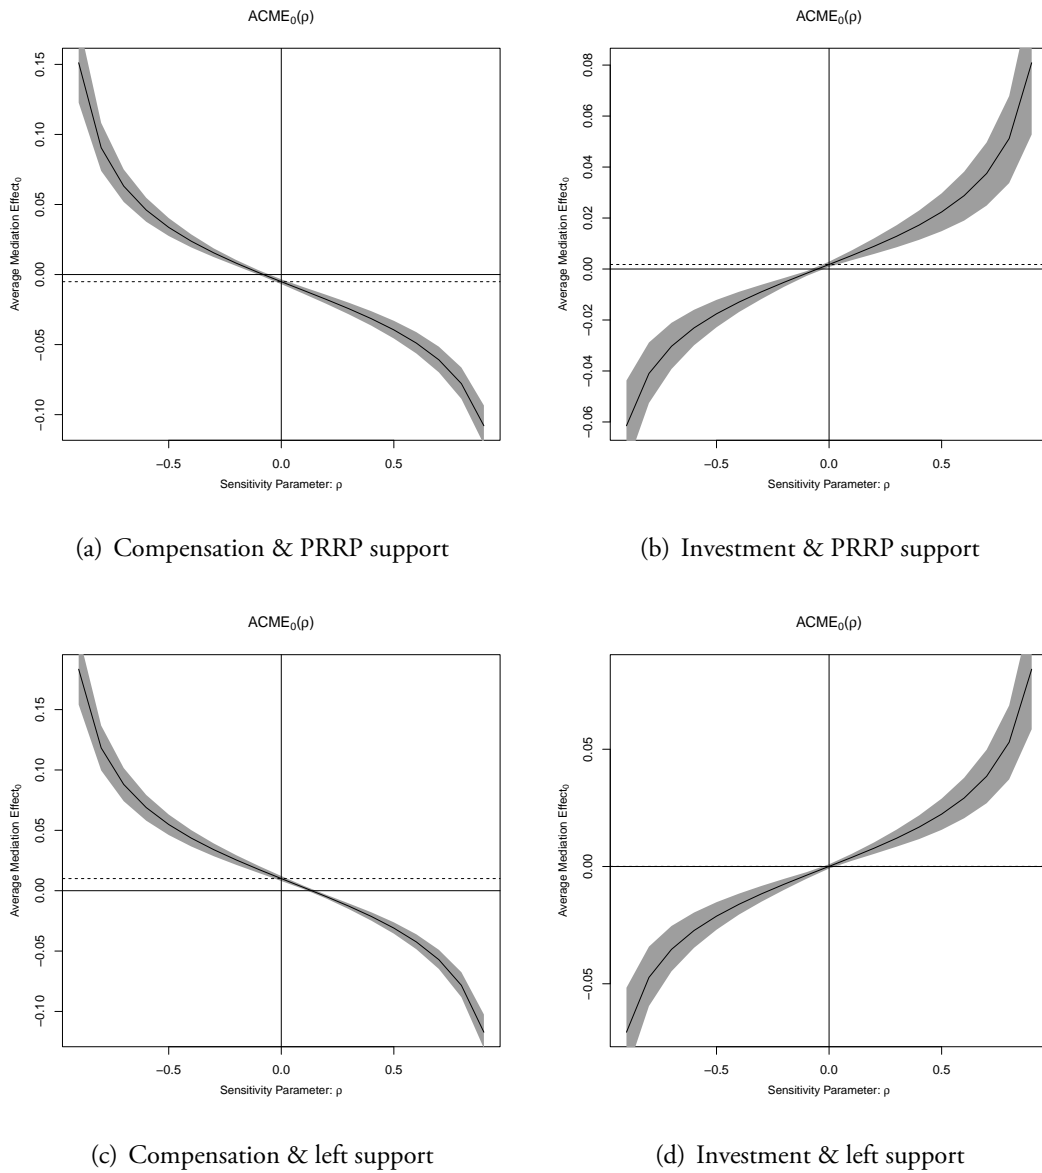 ACME0(ρ)
Average Mediation Effect0
0.15
0.10
0.05
0.00
−0.05
−0.10
−0.5 0.0 0.5
Sensitivity Parameter: ρ
(a) Compensation & PRRP support
ACME0(ρ)
Average Mediation Effect0
0.08
0.06
0.04
0.02
0.00
−0.02
−0.04
−0.06
−0.5 0.0 0.5
Sensitivity Parameter: ρ
(b) Investment & PRRP support
ACME0(ρ)
Average Mediation Effect0
0.15
0.10
0.05
0.00
−0.05
−0.10
−0.5 0.0 0.5
Sensitivity Parameter: ρ
(c) Compensation & left support
ACME0(ρ)
Average Mediation Effect0
0.05
0.00
−0.05
−0.5 0.0 0.5
Sensitivity Parameter: ρ
(d) Investment & left support